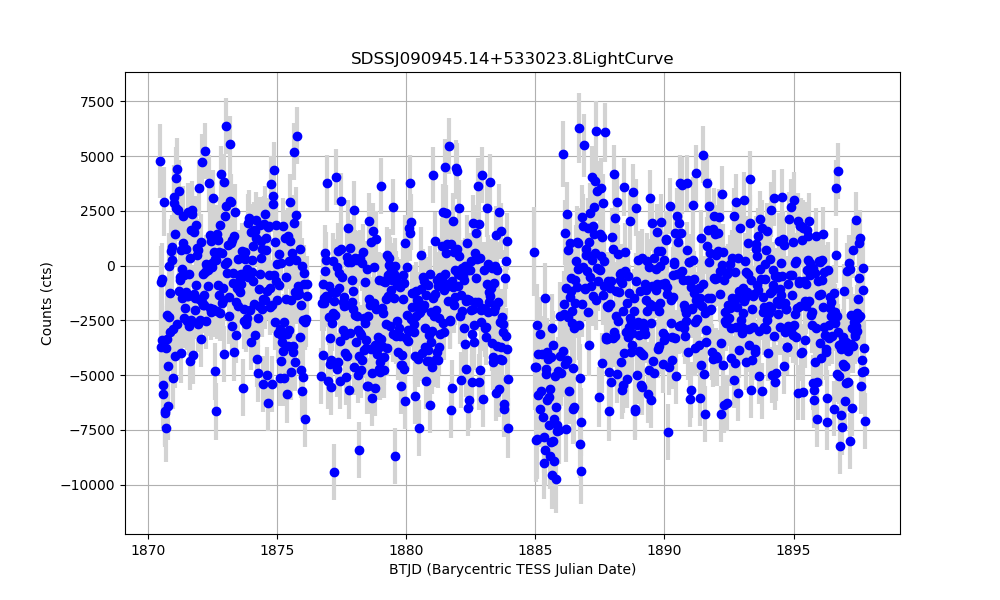 SDSSJ090945.14+533023.8LightCurve
7500
5000
2500
0
−2500
−5000
−7500
−10000
Counts (cts)
1870 1875 1880 1885 1890 1895
BTJD (Barycentric TESS Julian Date)